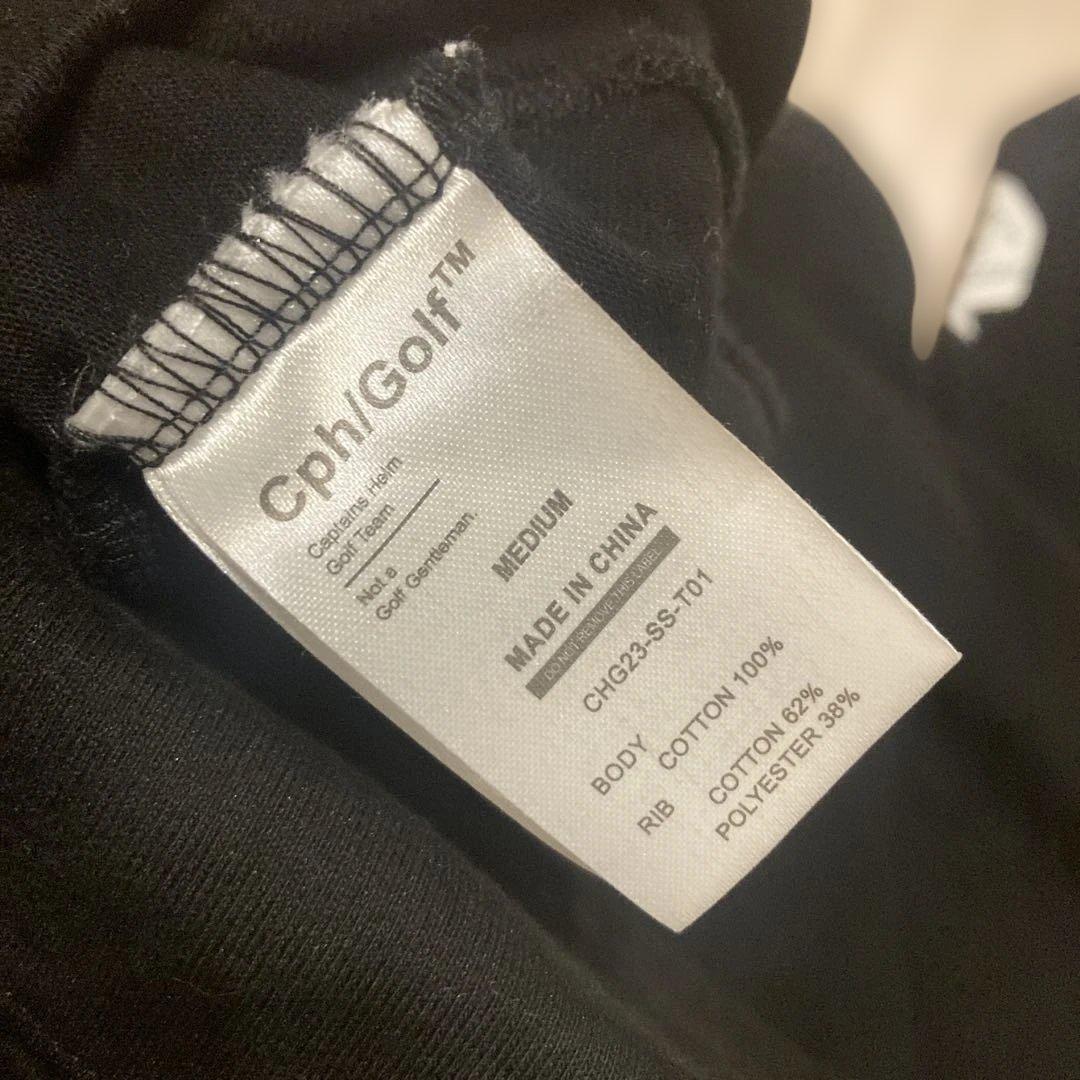 Cph/Golf™
Captains Helm
Golf Team
Not a
Golf Gentleman.
MEDIUM
MADE IN CHINA
DO NOT REMOVE THIS LABEL
CHG23-SS-T01
BODY COTTON 100%
RIB COTTON 62%
POLYESTER 38%